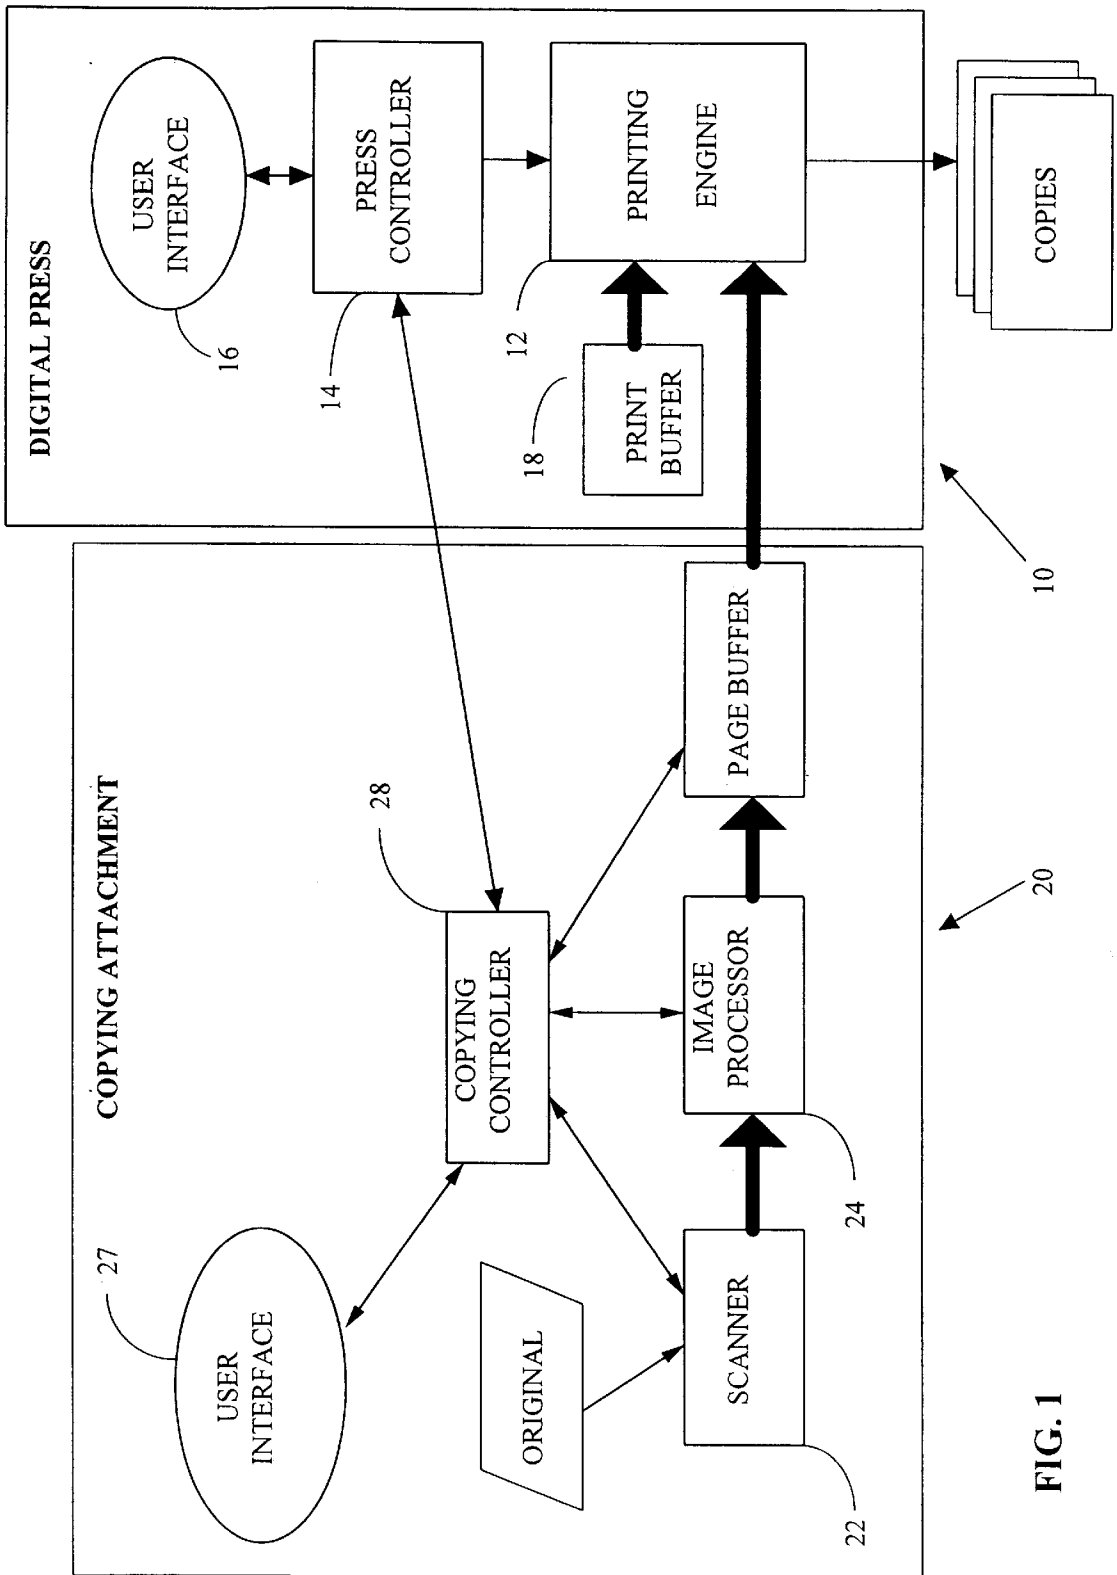 COPYING ATTACHMENT
27
USER
INTERFACE
28
COPYING
CONTROLLER
ORIGINAL
SCANNER
22
IMAGE
PROCESSOR
24
PAGE BUFFER
20
DIGITAL PRESS
USER
INTERFACE
16
PRESS
CONTROLLER
14
PRINTING
ENGINE
12
PRINT
BUFFER
18
10
COPIES
FIG. 1